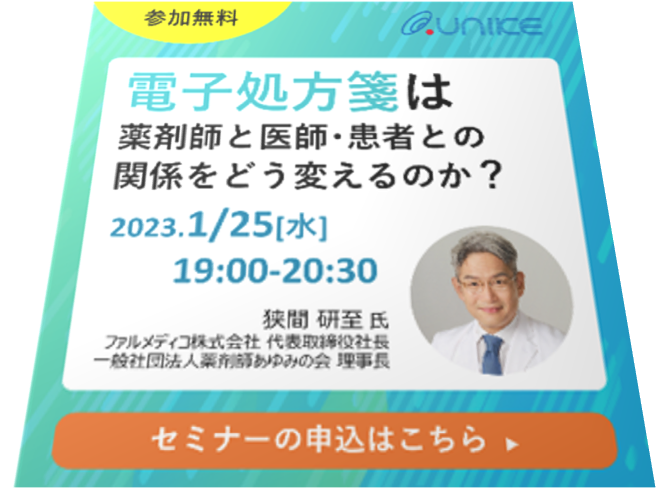 参加無料
UNIKE
電子処方箋は
薬剤師と医師・患者との
関係をどう変えるのか？
2023.1/25[水]
19:00-20:30
狭間 研至 氏
ファルメディコ株式会社 代表取締役社長
一般社団法人薬剤師あゆみの会 理事長
セミナーの申込はこちら ▶